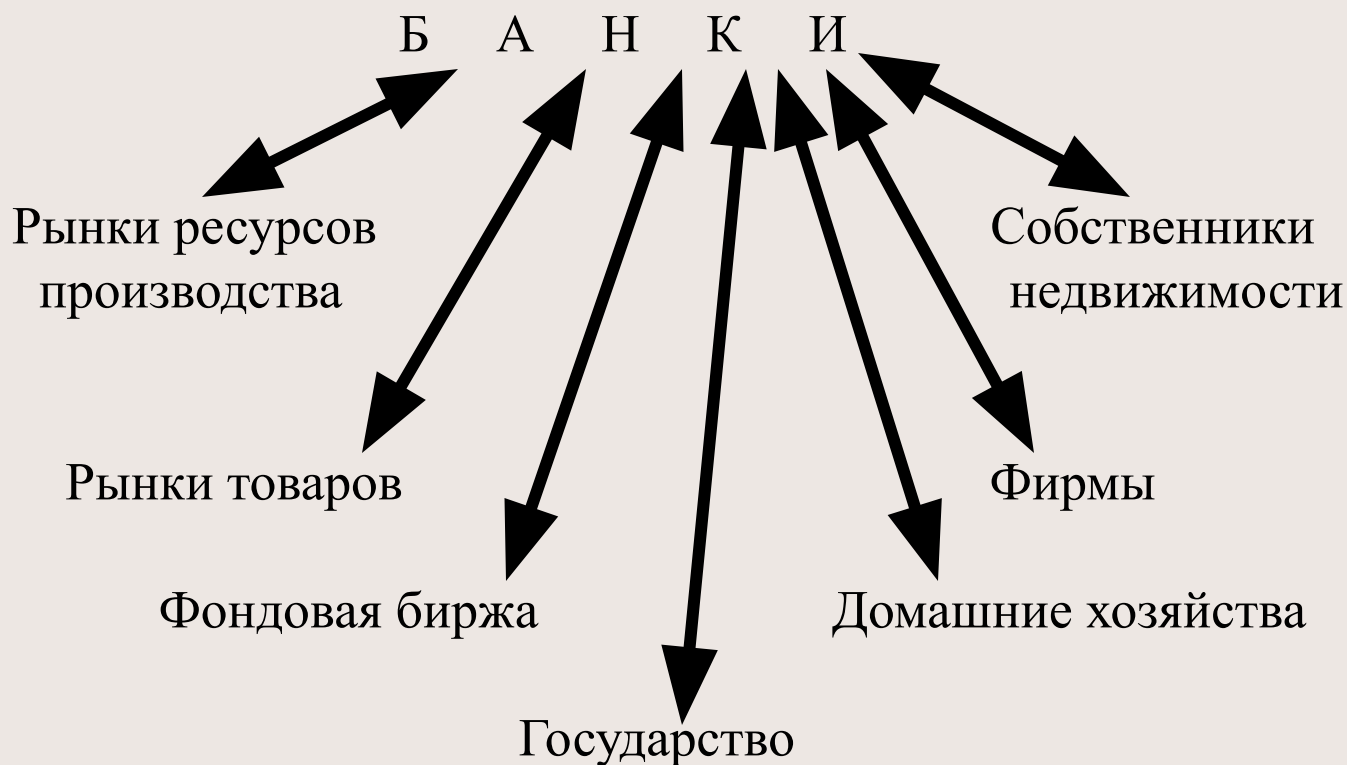 Б А Н К И
Рынки ресурсов
производства
Собственники
недвижимости
Рынки товаров
Фирмы
Фондовая биржа
Домашние хозяйства
Государство